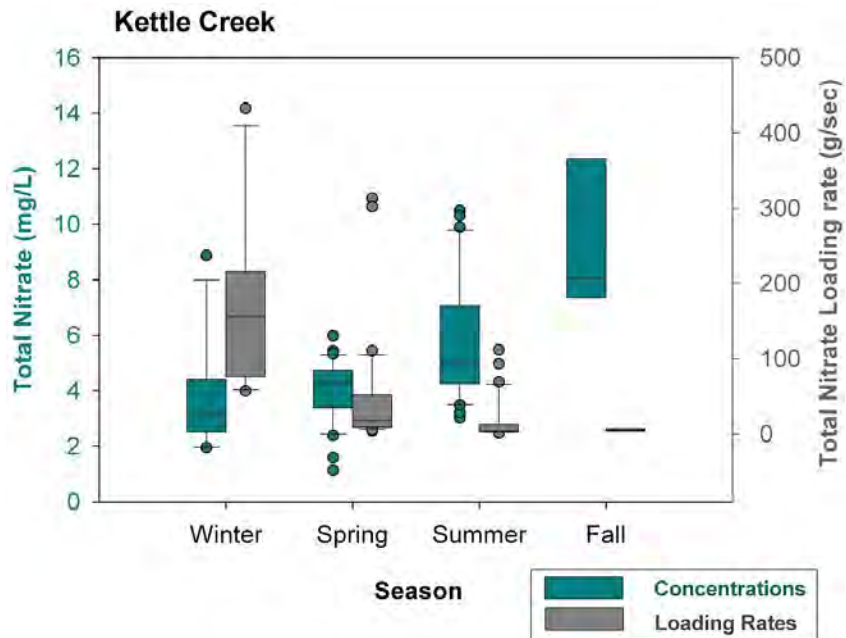 Kettle Creek
Total Nitrate (mg/L)
16
14
12
10
8
6
4
2
0
500
400
300
200
100
0
Total Nitrate Loading rate (g/sec)
Winter Spring Summer Fall
Season
Concentrations
Loading Rates